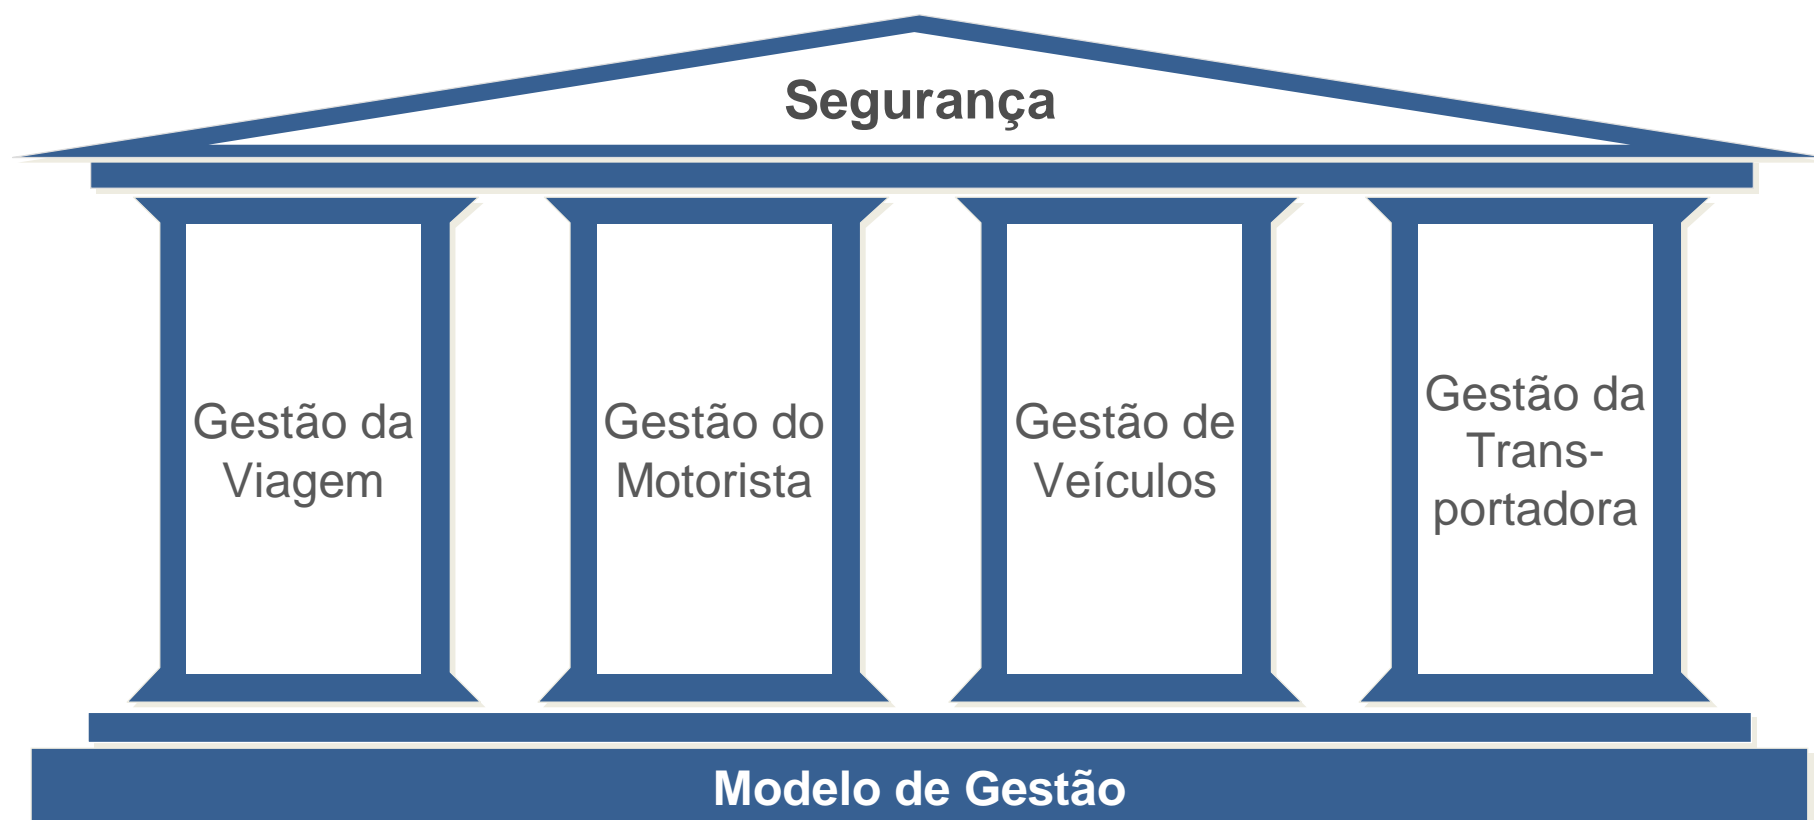 Segurança
Gestão da
Viagem
Gestão do
Motorista
Gestão de
Veículos
Gestão da
Trans-
portadora
Modelo de Gestão